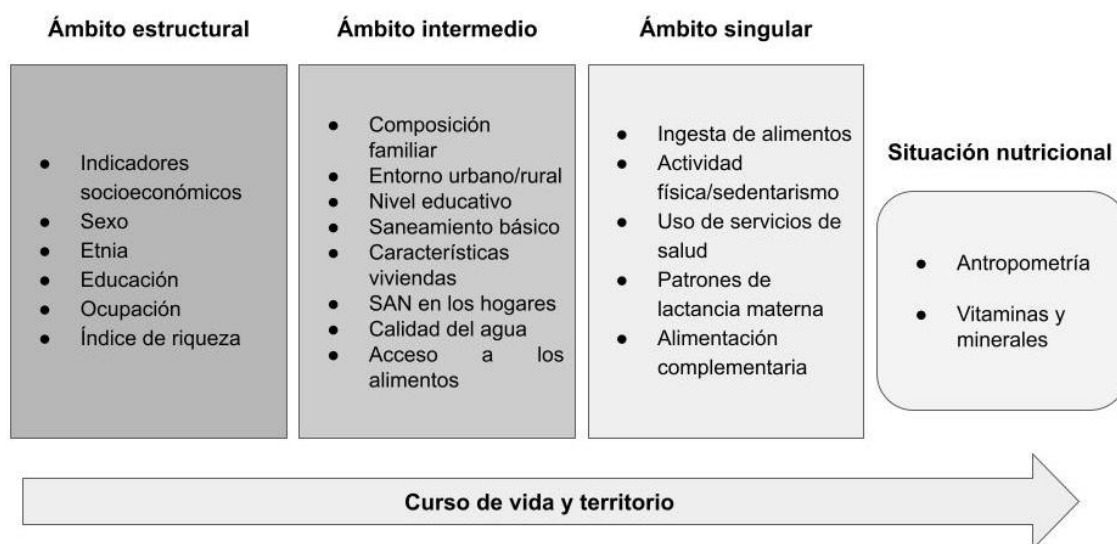 Ámbito estructural
Indicadores
socioeconómicos
Sexo
Etnia
Educación
Ocupación
Índice de riqueza
Ámbito intermedio
Composición
familiar
Entorno urbano/rural
Nivel educativo
Saneamiento básico
Características
viviendas
SAN en los hogares
Calidad del agua
Acceso a los
alimentos
Ámbito singular
Ingesta de alimentos
Actividad
física/sedentarismo
Uso de servicios de
salud
Patrones de
lactancia materna
Alimentación
complementaria
Situación nutricional
Antropometría
Vitaminas y
minerales
Curso de vida y territorio